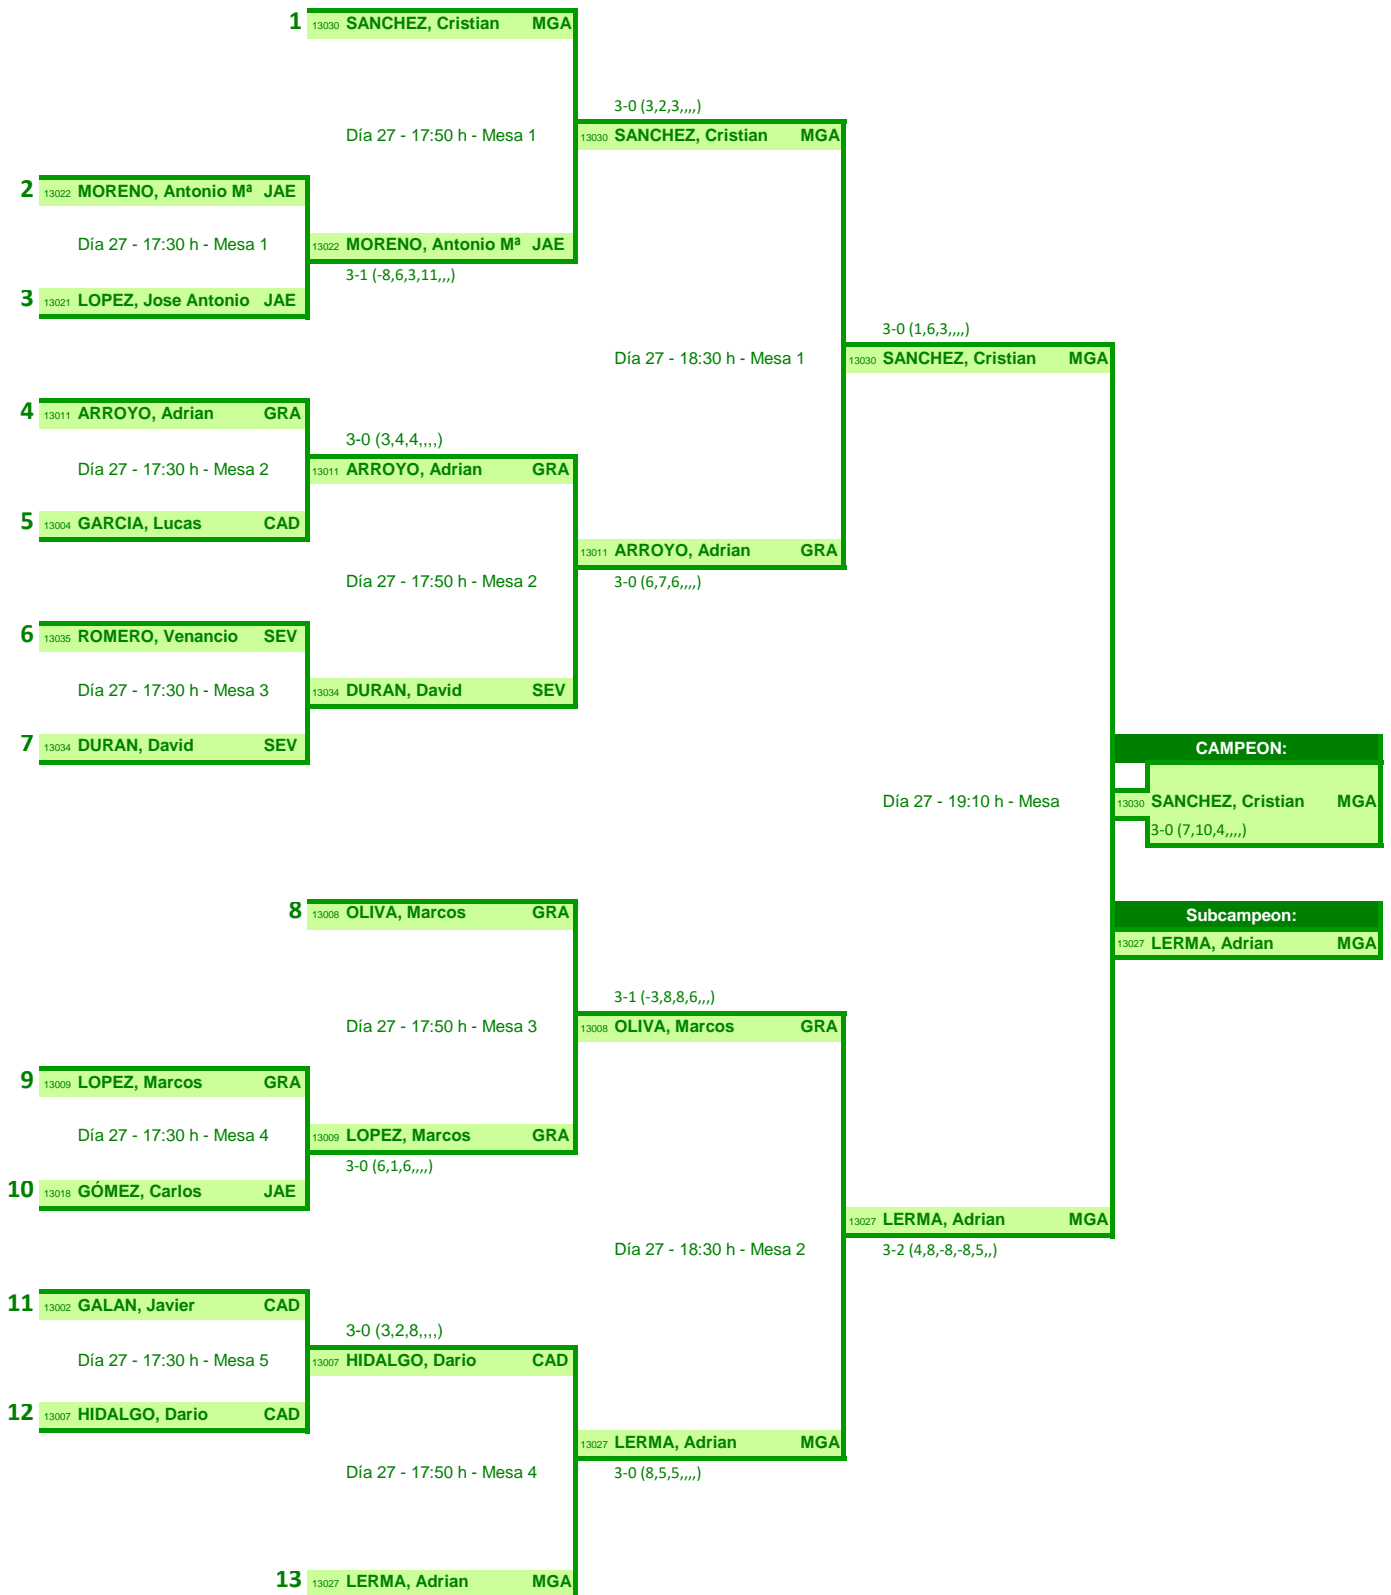 1 13030 SANCHEZ, Cristian MGA
3-0 (3,2,3,,,,)
Día 27 - 17:50 h - Mesa 1
13030 SANCHEZ, Cristian MGA
2 13022 MORENO, Antonio Mª JAE
Día 27 - 17:30 h - Mesa 1
13022 MORENO, Antonio Mª JAE
3-1 (-8,6,3,11,,,)
3 13021 LOPEZ, Jose Antonio JAE
3-0 (1,6,3,,,,)
Día 27 - 18:30 h - Mesa 1
13030 SANCHEZ, Cristian MGA
4 13011 ARROYO, Adrian GRA
3-0 (3,4,4,,,,)
Día 27 - 17:30 h - Mesa 2
13011 ARROYO, Adrian GRA
5 13004 GARCIA, Lucas CAD
13011 ARROYO, Adrian GRA
Día 27 - 17:50 h - Mesa 2
3-0 (6,7,6,,,,)
6 13035 ROMERO, Venancio SEV
Día 27 - 17:30 h - Mesa 3
13034 DURAN, David SEV
7 13034 DURAN, David SEV
CAMPEON:
Día 27 - 19:10 h - Mesa
13030 SANCHEZ, Cristian MGA
3-0 (7,10,4,,,,)
8 13008 OLIVA, Marcos GRA
Subcampeon:
13027 LERMA, Adrian MGA
3-1 (-3,8,8,6,,,)
Día 27 - 17:50 h - Mesa 3
13008 OLIVA, Marcos GRA
9 13009 LOPEZ, Marcos GRA
Día 27 - 17:30 h - Mesa 4
13009 LOPEZ, Marcos GRA
3-0 (6,1,6,,,,)
10 13018 GÓMEZ, Carlos JAE
13027 LERMA, Adrian MGA
Día 27 - 18:30 h - Mesa 2
3-2 (4,8,-8,-8,5,,)
11 13002 GALAN, Javier CAD
3-0 (3,2,8,,,,)
Día 27 - 17:30 h - Mesa 5
13007 HIDALGO, Dario CAD
12 13007 HIDALGO, Dario CAD
13027 LERMA, Adrian MGA
Día 27 - 17:50 h - Mesa 4
3-0 (8,5,5,,,,)
13 13027 LERMA, Adrian MGA